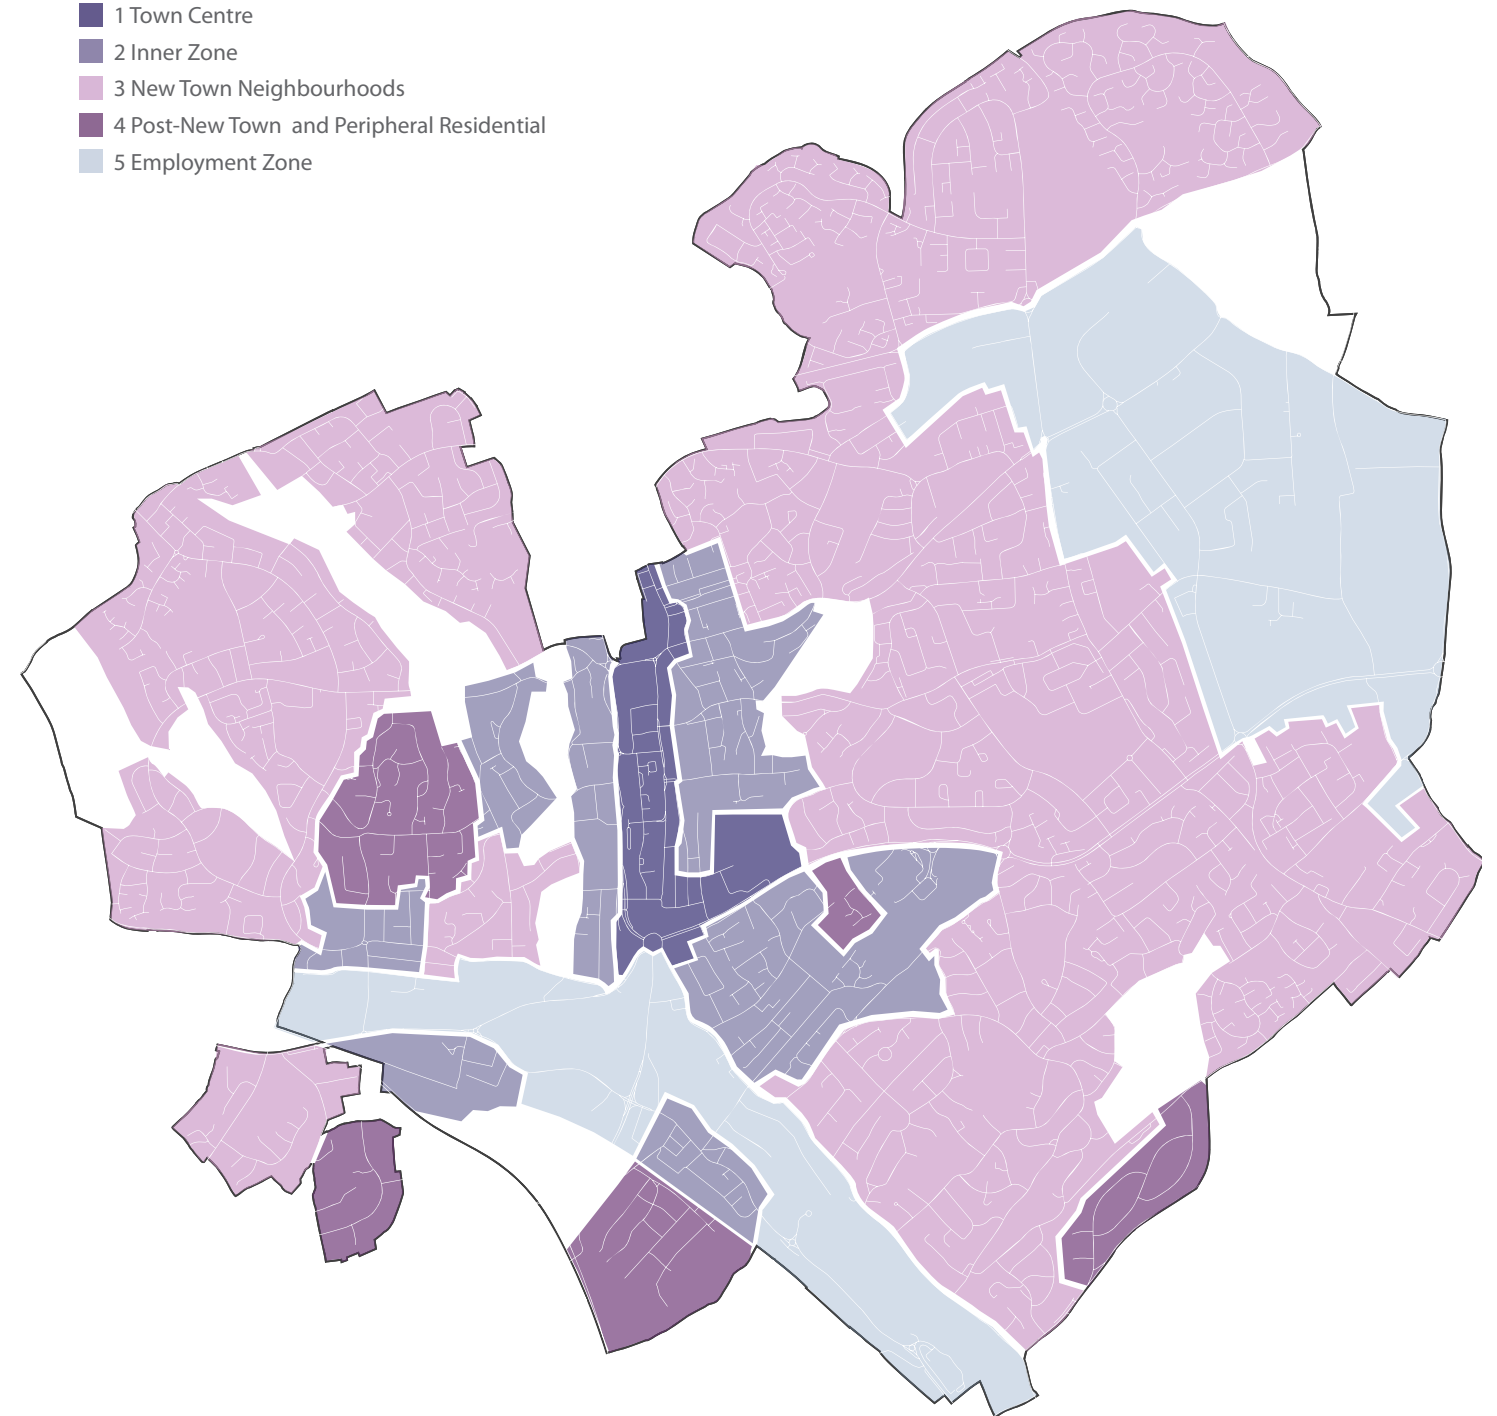 1 Town Centre
2 Inner Zone
3 New Town Neighbourhoods
4 Post-New Town and Peripheral Residential
5 Employment Zone